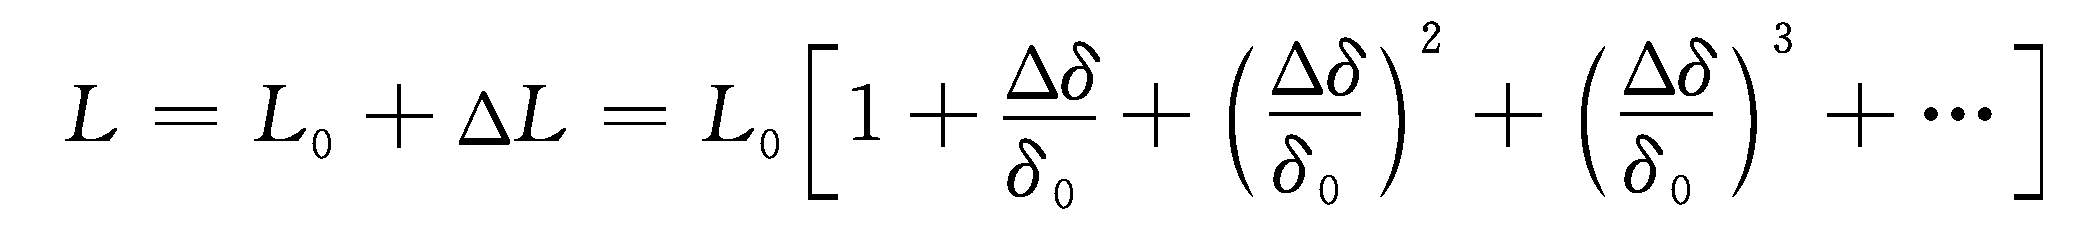 L = L₀ + ΔL = L₀ [ 1 + Δδ/δ₀ + (Δδ/δ₀)² + (Δδ/δ₀)³ + ⋯ ]